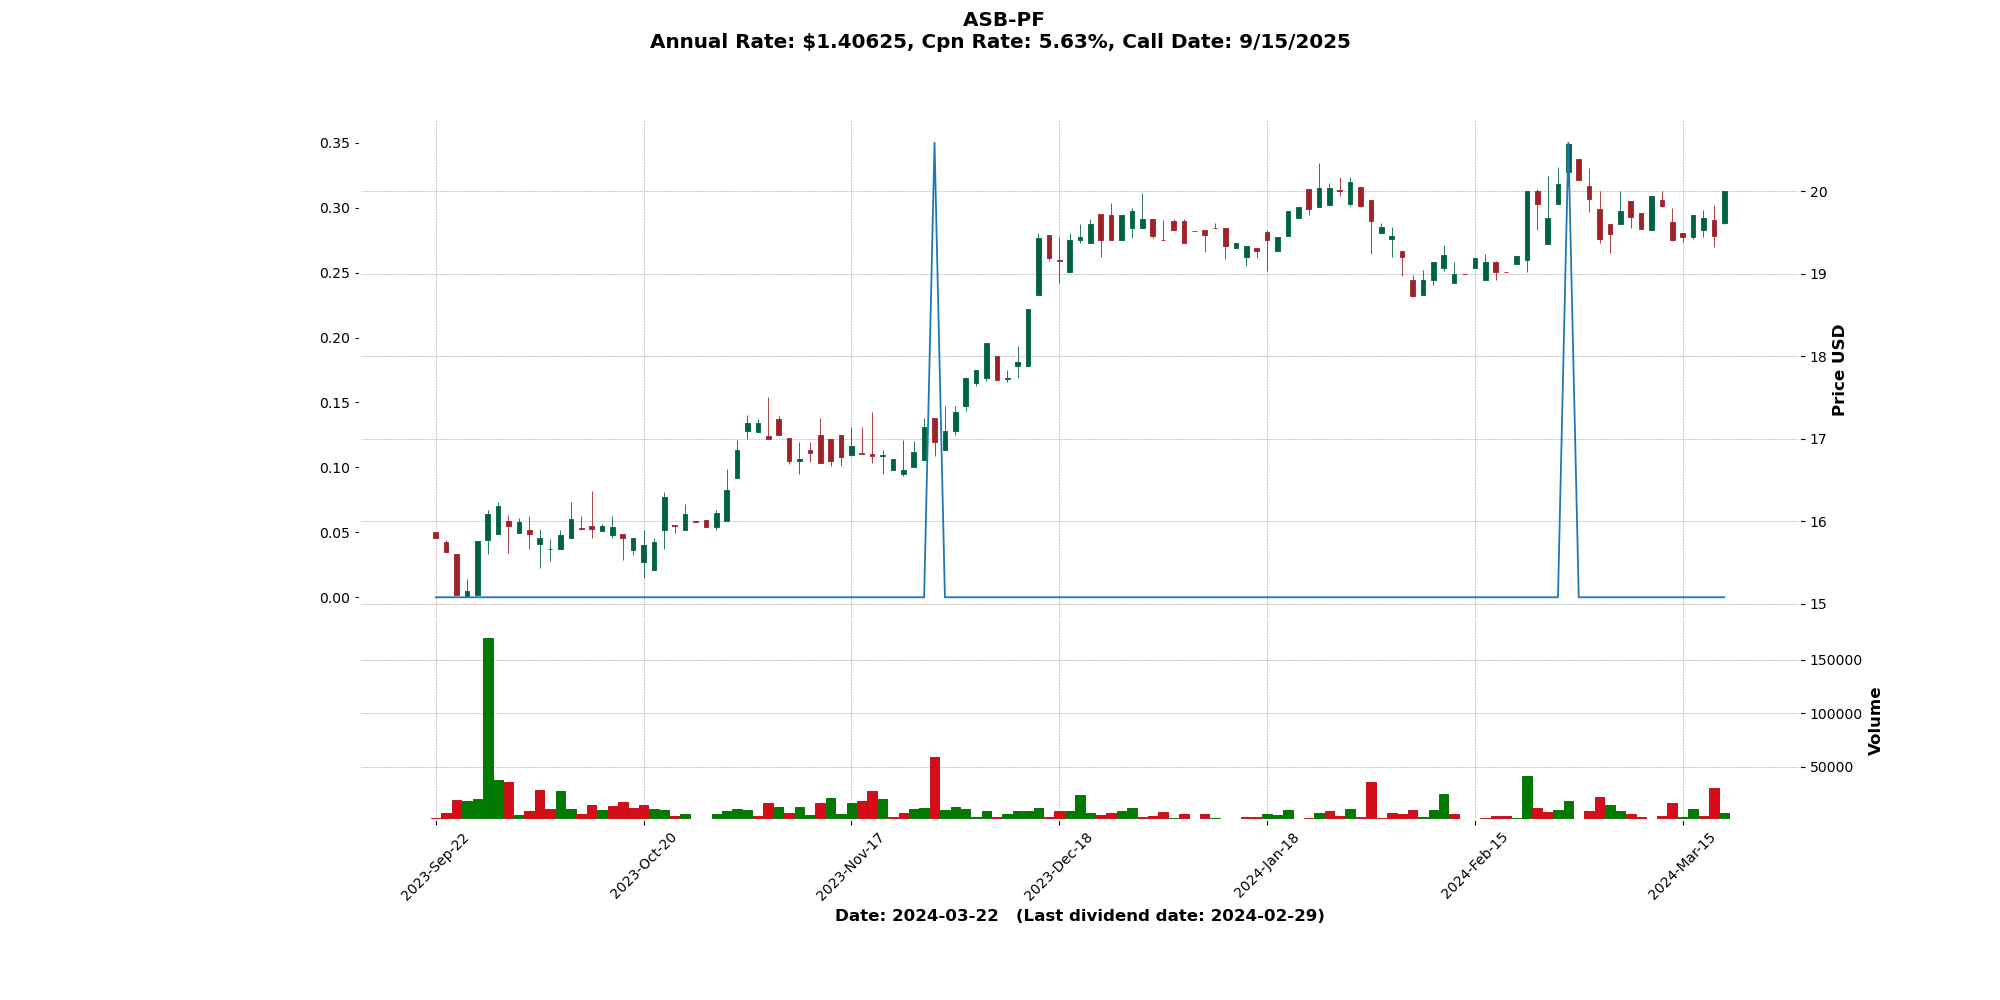 ASB-PF
Annual Rate: $1.40625, Cpn Rate: 5.63%, Call Date: 9/15/2025
0.35
0.30
0.25
0.20
0.15
0.10
0.05
0.00
20
19
18
17
16
15
Price USD
150000
100000
50000
Volume
2023-Sep-22
2023-Oct-20
2023-Nov-17
2023-Dec-18
2024-Jan-18
2024-Feb-15
2024-Mar-15
Date: 2024-03-22 (Last dividend date: 2024-02-29)